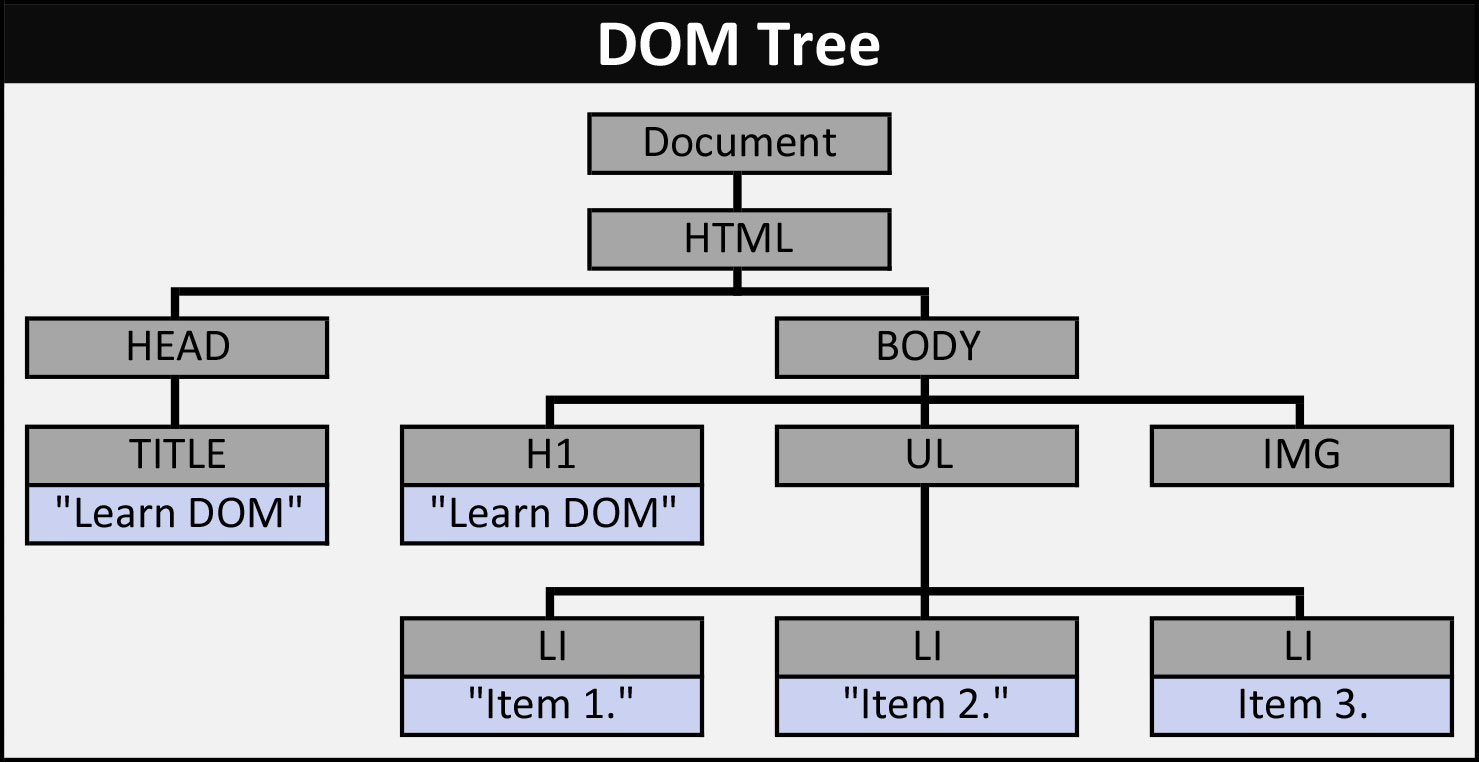 DOM Tree
Document
HTML
HEAD
BODY
TITLE
"Learn DOM"
H1
"Learn DOM"
UL
IMG
LI
"Item 1."
LI
"Item 2."
LI
Item 3.